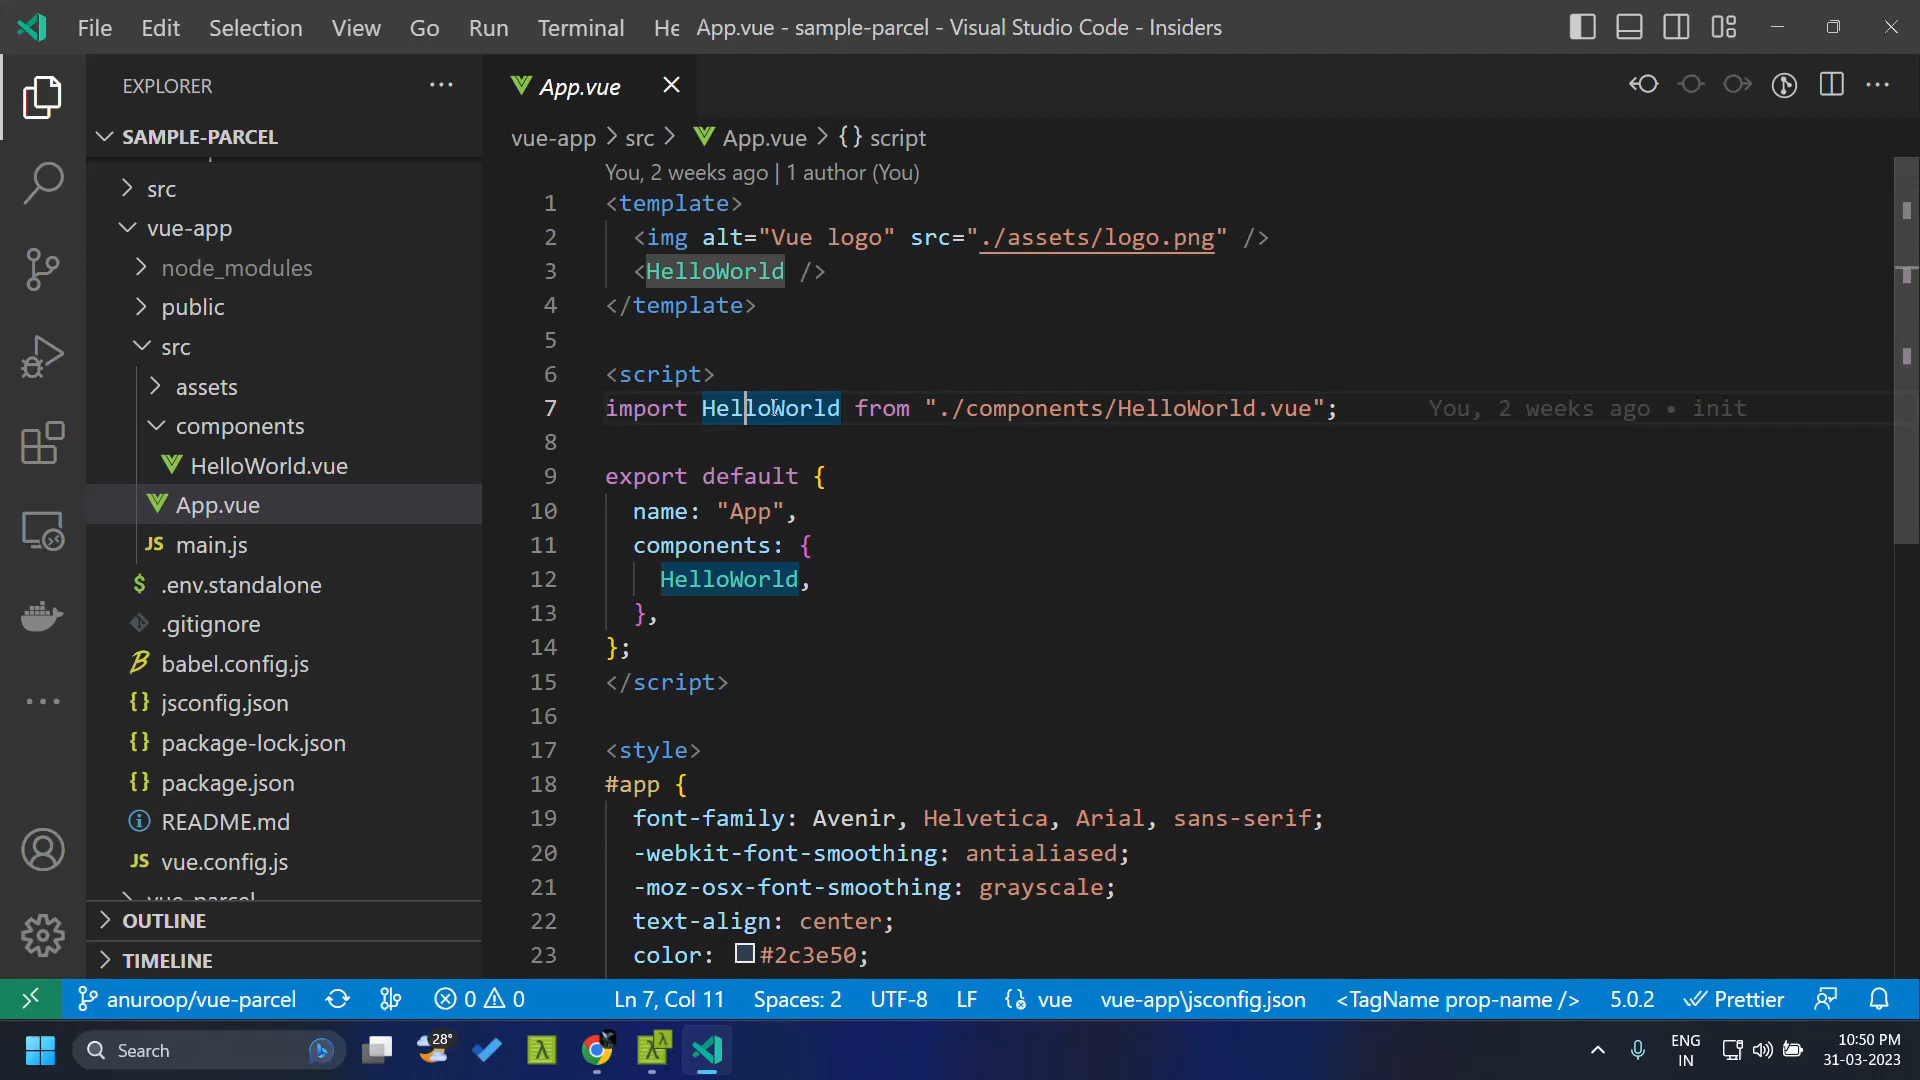 File Edit Selection View Go Run Terminal He App.vue - sample-parcel - Visual Studio Code - Insiders
EXPLORER
SAMPLE-PARCEL
src
vue-app
node_modules
public
src
assets
components
HelloWorld.vue
App.vue
JS main.js
$ .env.standalone
.gitignore
babel.config.js
{} jsconfig.json
{} package-lock.json
{} package.json
README.md
JS vue.config.js
vue-parcel
OUTLINE
TIMELINE
App.vue
vue-app > src > App.vue > {} script
You, 2 weeks ago | 1 author (You)
1 <template>
2 <img alt="Vue logo" src="./assets/logo.png" />
3 <HelloWorld />
4 </template>
5
6 <script>
7 import HelloWorld from "./components/HelloWorld.vue"; You, 2 weeks ago • init
8
9 export default {
10 name: "App",
11 components: {
12 HelloWorld,
13 },
14 };
15 </script>
16
17 <style>
18 #app {
19 font-family: Avenir, Helvetica, Arial, sans-serif;
20 -webkit-font-smoothing: antialiased;
21 -moz-osx-font-smoothing: grayscale;
22 text-align: center;
23 color: #2c3e50;
anuroop/vue-parcel 0 0 Ln 7, Col 11 Spaces: 2 UTF-8 LF vue vue-app\jsconfig.json <TagName prop-name /> 5.0.2 Prettier
Search 28° ENG
IN
10:50 PM
31-03-2023